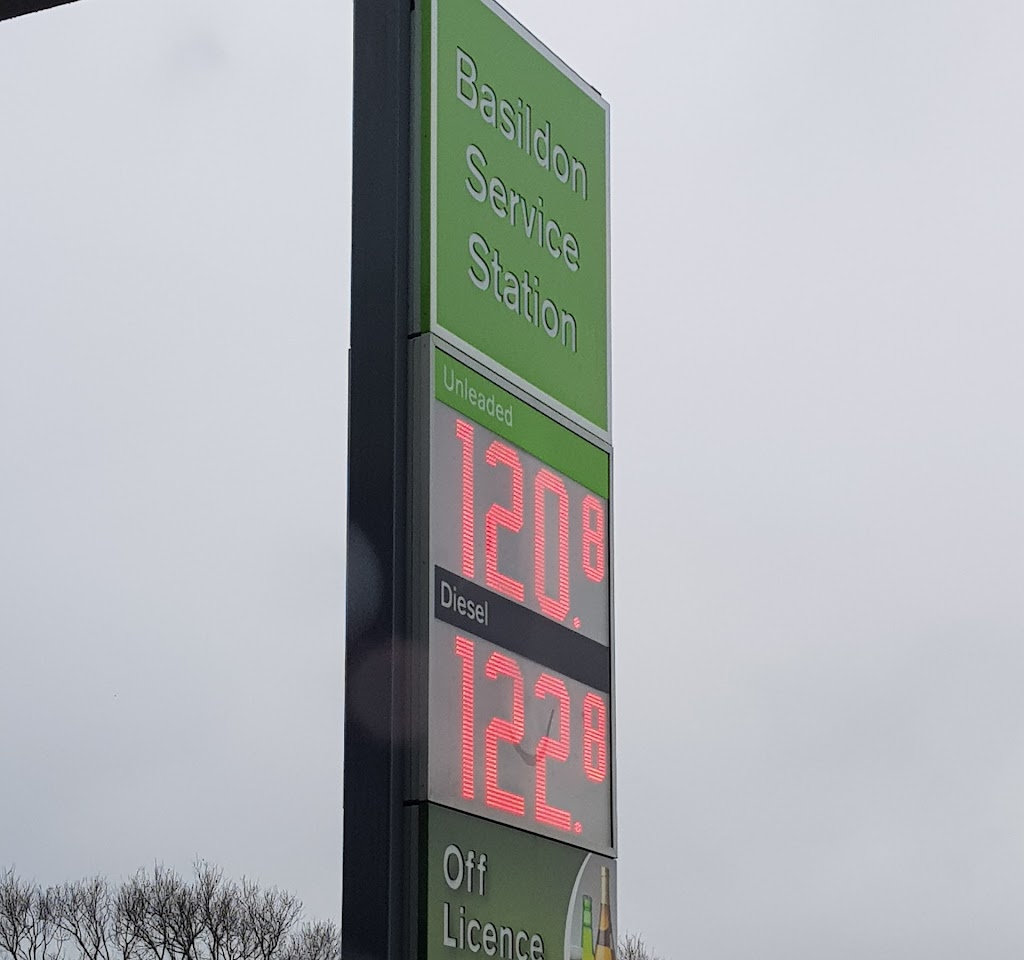 Basildon
Service
Station
Unleaded
120.8
Diesel
122.8
Off
Licence